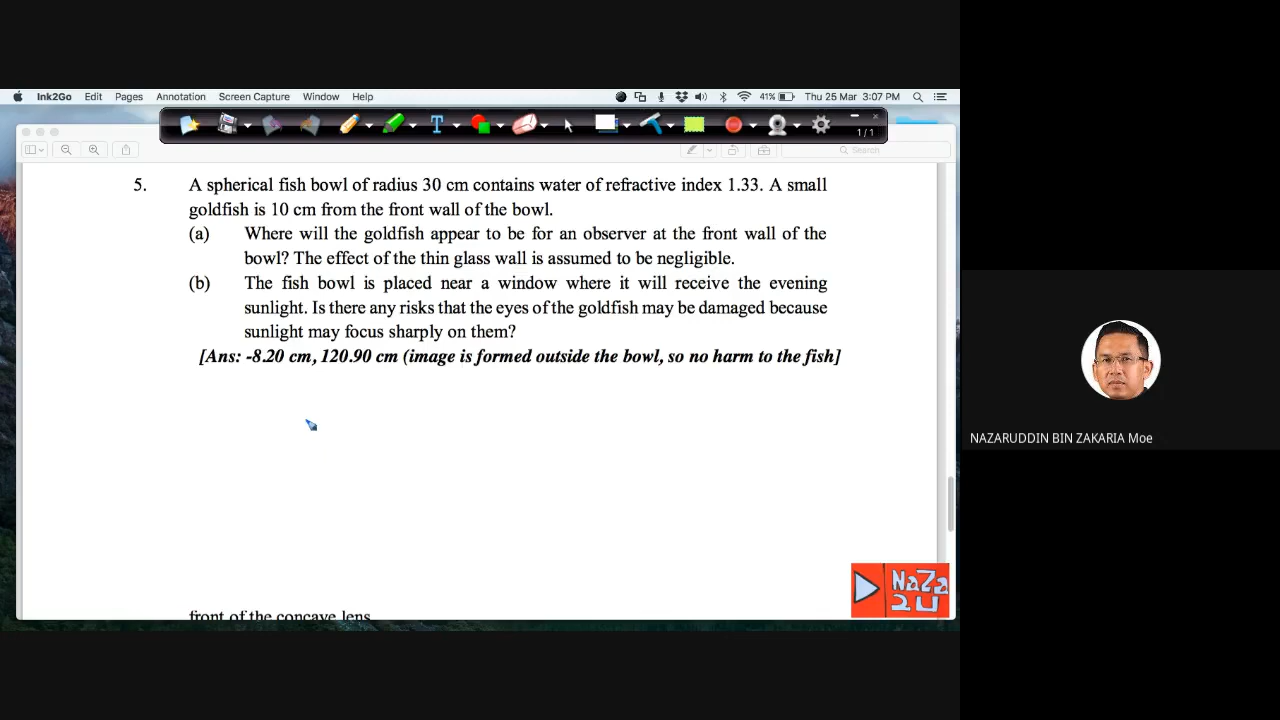 Ink2Go Edit Pages Annotation Screen Capture Window Help 41% Thu 25 Mar 3:07 PM
1/1
Search
5. A spherical fish bowl of radius 30 cm contains water of refractive index 1.33. A small
goldfish is 10 cm from the front wall of the bowl.
(a) Where will the goldfish appear to be for an observer at the front wall of the
bowl? The effect of the thin glass wall is assumed to be negligible.
(b) The fish bowl is placed near a window where it will receive the evening
sunlight. Is there any risks that the eyes of the goldfish may be damaged because
sunlight may focus sharply on them?
[Ans: -8.20 cm, 120.90 cm (image is formed outside the bowl, so no harm to the fish]
NAZARUDDIN BIN ZAKARIA Moe
NaZa
2U
front of the concave lens